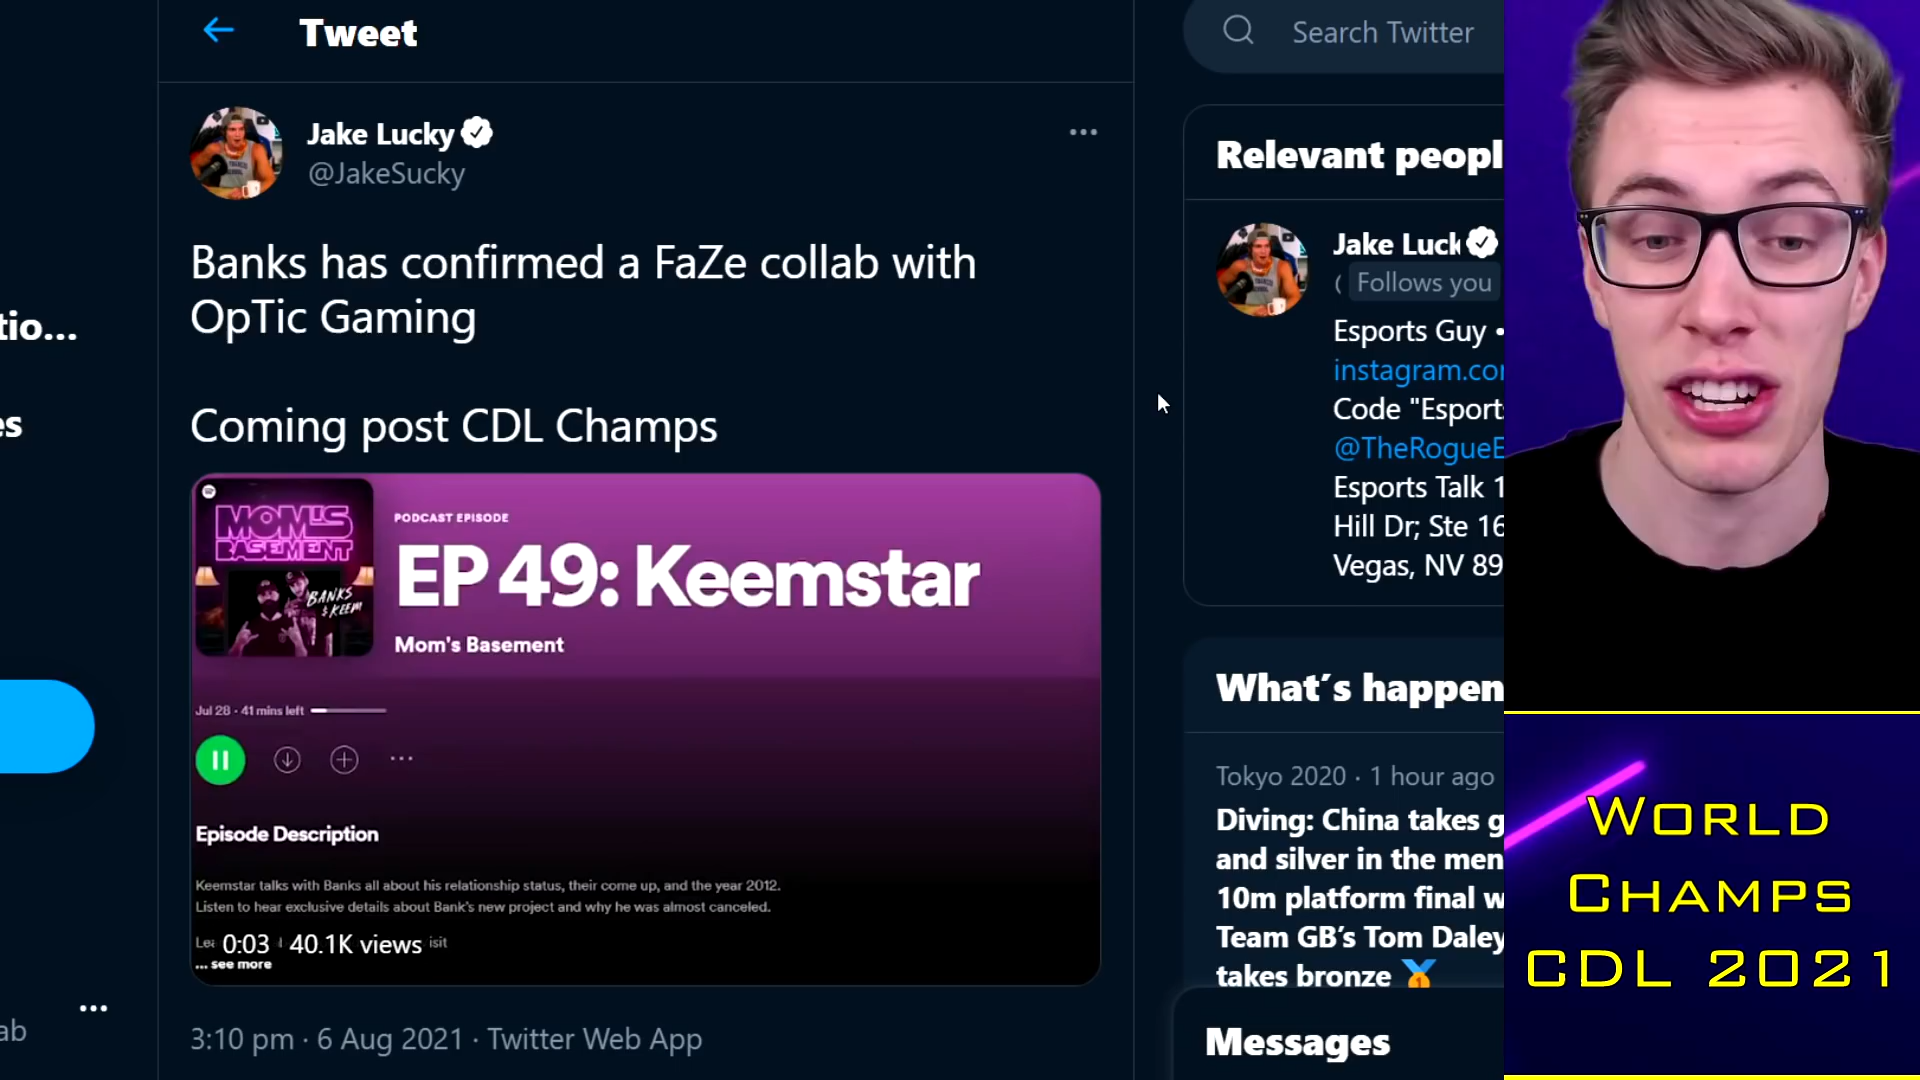 Tweet
Search Twitter
Jake Lucky
@JakeSucky
Banks has confirmed a FaZe collab with
OpTic Gaming
Coming post CDL Champs
MOM'S
BASEMENT
BANKS
& KEEM
PODCAST EPISODE
EP 49: Keemstar
Mom's Basement
Jul 28 · 41 mins left
Episode Description
Keemstar talks with Banks all about his relationship status, their come up, and the year 2012.
Listen to hear exclusive details about Bank's new project and why he was almost canceled.
0:03 40.1K views isit
... see more
3:10 pm · 6 Aug 2021 · Twitter Web App
tio...
es
ab
Relevant peopl
Jake Luck
( Follows you
Esports Guy •
instagram.co
Code "Esport
@TheRogueE
Esports Talk 1
Hill Dr; Ste 16
Vegas, NV 89
What's happen
Tokyo 2020 · 1 hour ago
Diving: China takes g
and silver in the men
10m platform final w
Team GB's Tom Daley
takes bronze 🏅
Messages
WORLD
CHAMPS
CDL 2021